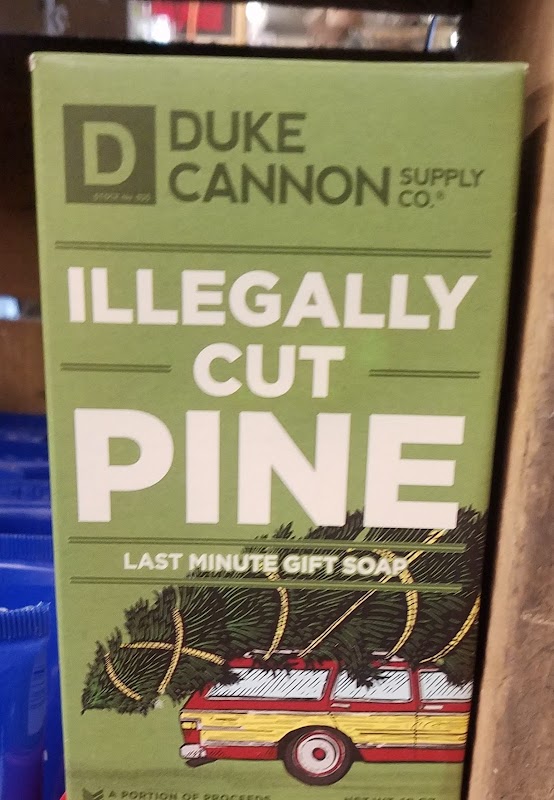 D
DUKE
CANNON SUPPLY CO.®
ILLEGALLY
CUT
PINE
LAST MINUTE GIFT SOAP
A PORTION OF PROCEEDS